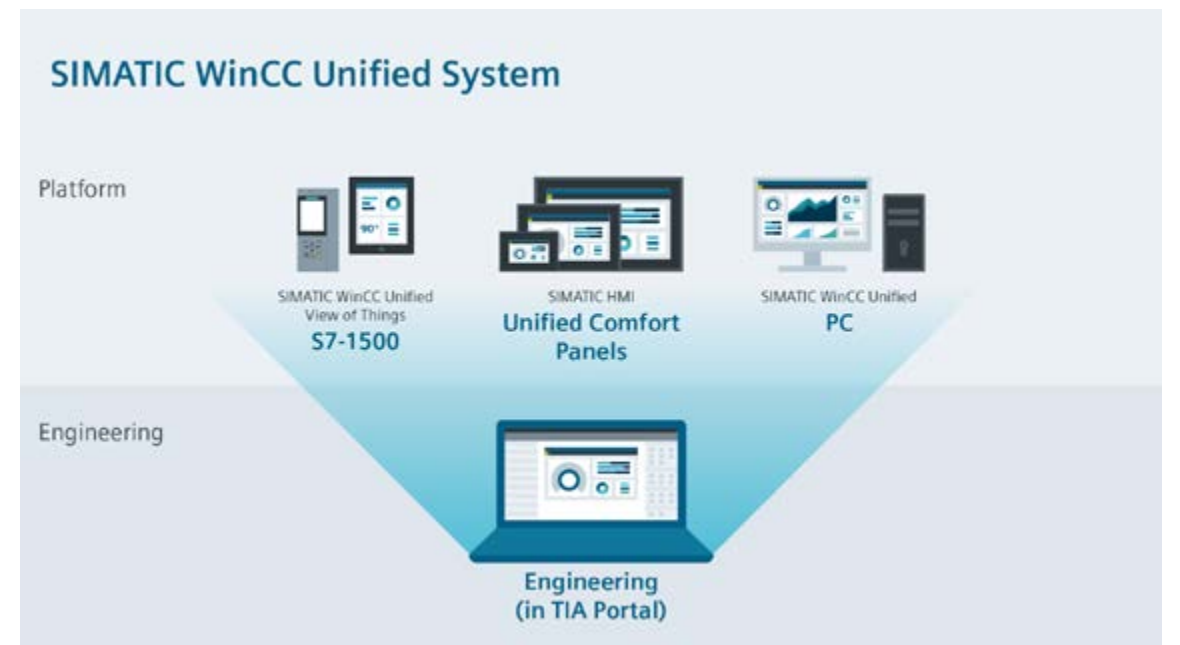 SIMATIC WinCC Unified System
Platform
90°
SIMATIC WinCC Unified
View of Things
S7-1500
SIMATIC HMI
Unified Comfort
Panels
SIMATIC WinCC Unified
PC
Engineering
Engineering
(in TIA Portal)